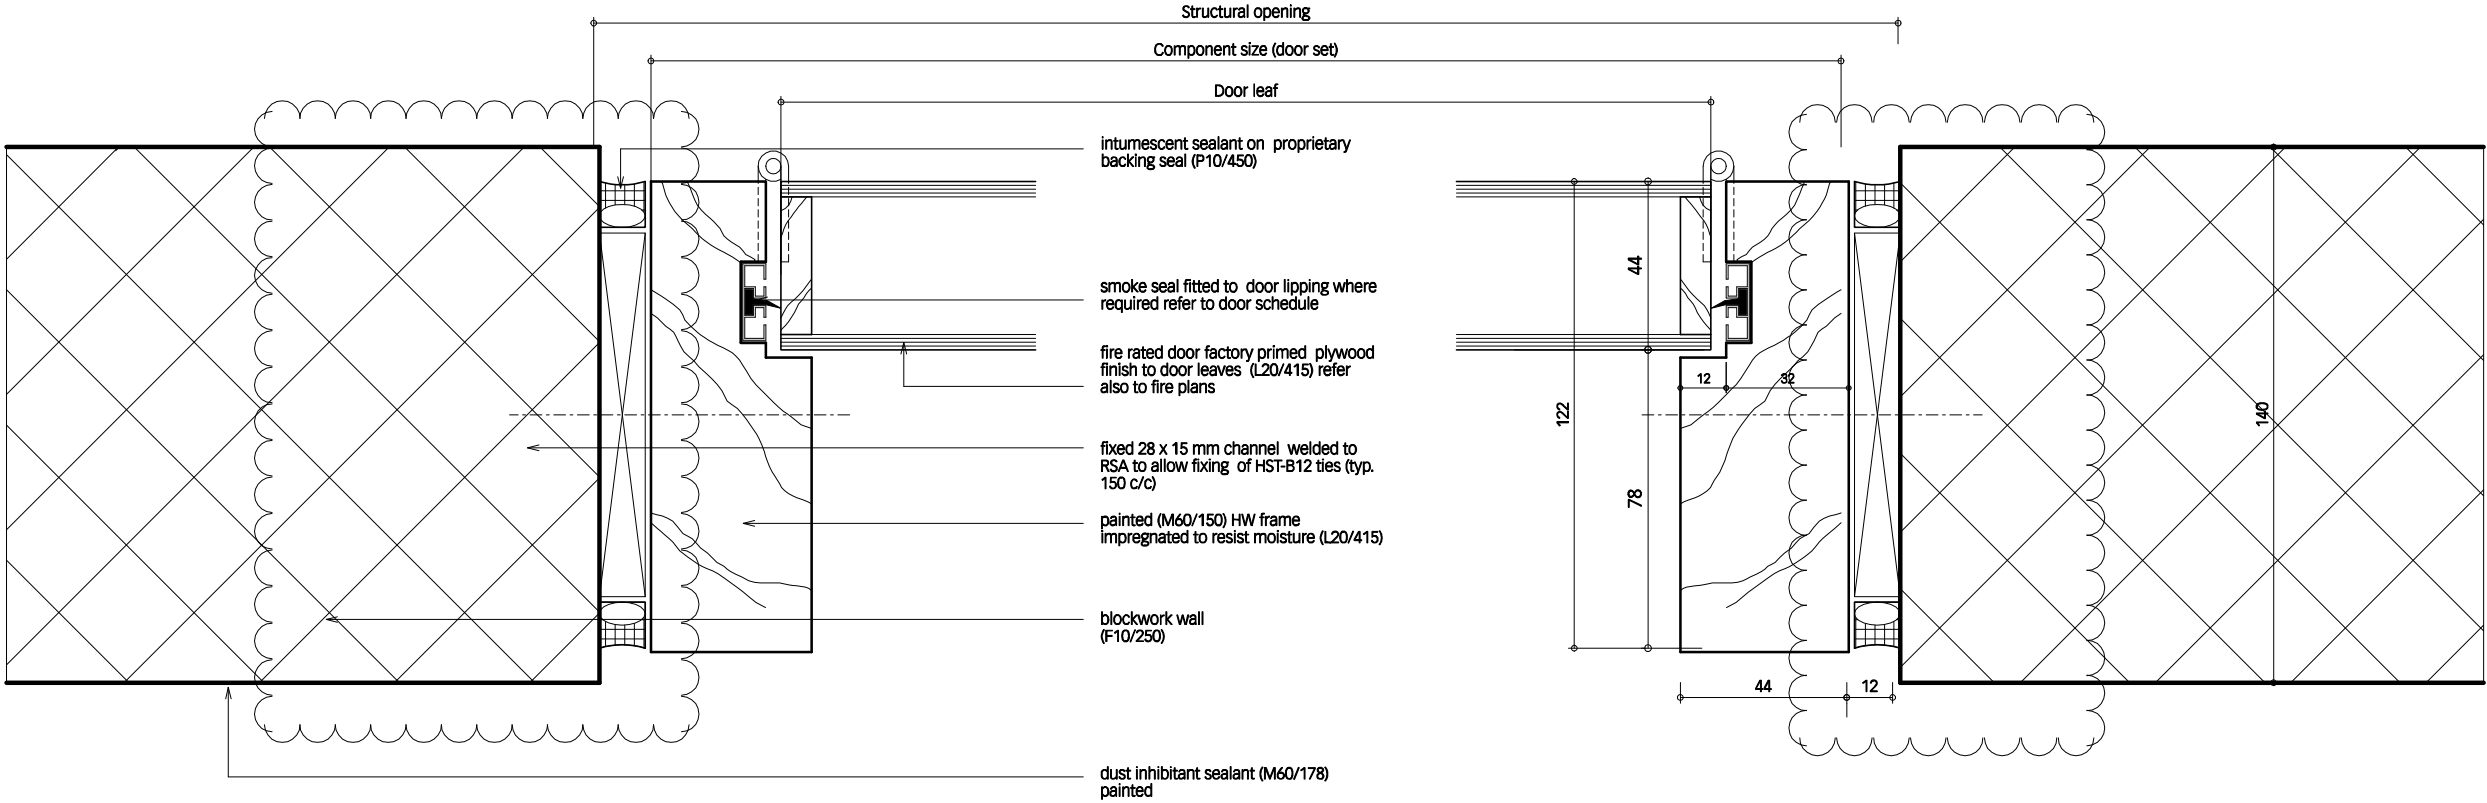 Structural opening
Component size (door set)
Door leaf
intumescent sealant on proprietary
backing seal (P10/450)
smoke seal fitted to door lipping where
required refer to door schedule
fire rated door factory primed plywood
finish to door leaves (L20/415) refer
also to fire plans
fixed 28 x 15 mm channel welded to
RSA to allow fixing of HST-B12 ties (typ.
150 c/c)
painted (M60/150) HW frame
impregnated to resist moisture (L20/415)
blockwork wall
(F10/250)
dust inhibitant sealant (M60/178)
painted
44
12 32
122
140
78
44 12